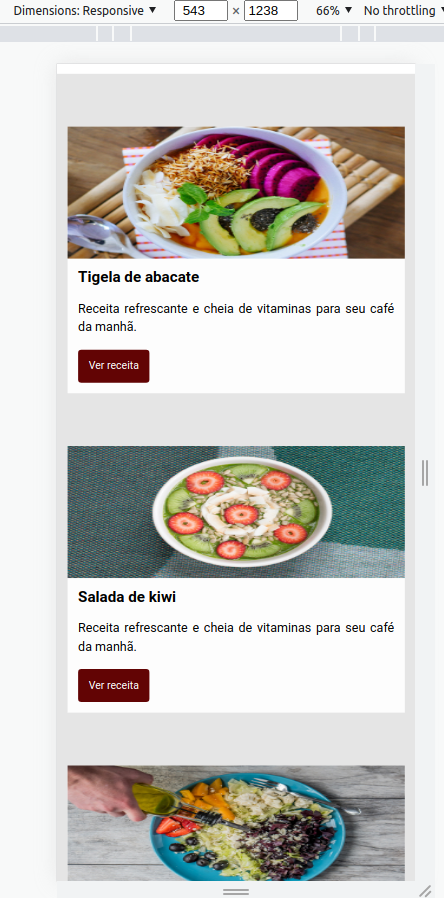 Dimensions: Responsive ▼ 543 × 1238 66% ▼ No throttling ▼
Tigela de abacate
Receita refrescante e cheia de vitaminas para seu café
da manhã.
Ver receita
Salada de kiwi
Receita refrescante e cheia de vitaminas para seu café
da manhã.
Ver receita